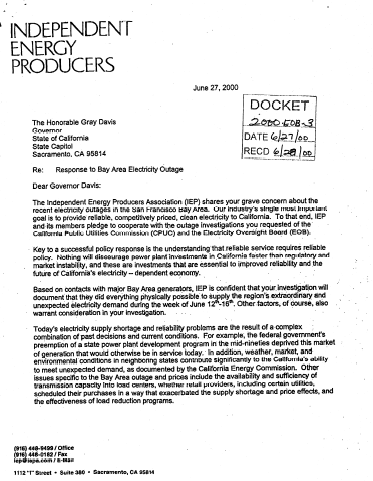 INDEPENDENT
ENERGY
PRODUCERS
June 27, 2000
DOCKET
2000-EOB-3
DATE 6/27/00
RECD 6/28/00
The Honorable Gray Davis
Governor
State of California
State Capitol
Sacramento, CA 95814
Re: Response to Bay Area Electricity Outage
Dear Governor Davis:
The Independent Energy Producers Association (IEP) shares your grave concern about the
recent electricity outages in the San Francisco Bay Area. Our industry's single most important
goal is to provide reliable, competitively priced, clean electricity to California. To that end, IEP
and its members pledge to cooperate with the outage investigations you requested of the
California Public Utilities Commission (CPUC) and the Electricity Oversight Board (EOB).
Key to a successful policy response is the understanding that reliable service requires reliable
policy. Nothing will discourage power plant investments in California faster than regulatory and
market instability, and these are investments that are essential to improved reliability and the
future of California's electricity – dependent economy.
Based on contacts with major Bay Area generators, IEP is confident that your investigation will
document that they did everything physically possible to supply the region's extraordinary and
unexpected electricity demand during the week of June 12th-16th. Other factors, of course, also
warrant consideration in your investigation.
Today's electricity supply shortage and reliability problems are the result of a complex
combination of past decisions and current conditions. For example, the federal government's
preemption of a state power plant development program in the mid-nineties deprived this market
of generation that would otherwise be in service today. In addition, weather, market, and
environmental conditions in neighboring states contribute significantly to the California's ability
to meet unexpected demand, as documented by the California Energy Commission. Other
issues specific to the Bay Area outage and prices include the availability and sufficiency of
transmission capacity into load centers, whether retail providers, including certain utilities,
scheduled their purchases in a way that exacerbated the supply shortage and price effects, and
the effectiveness of load reduction programs.
(916) 448-9499 / Office
(916) 448-0182 / Fax
iep@iepa.com / E-Mail
1112 "I" Street • Suite 380 • Sacramento, CA 95814